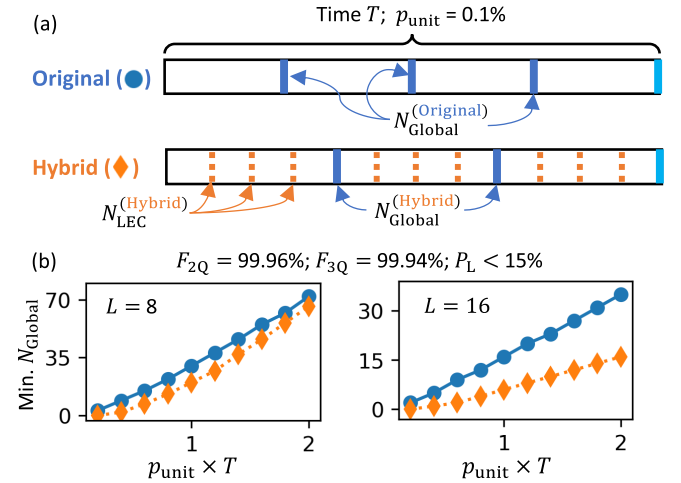 (a)
Time T; p_unit = 0.1%
Original (●)
N_Global^(Original)
Hybrid (♦)
N_LEC^(Hybrid)
N_Global^(Hybrid)
(b)
F_2Q = 99.96%; F_3Q = 99.94%; P_L < 15%
Min. N_Global
70
35
0
L = 8
1
2
p_unit × T
30
15
0
L = 16
1
2
p_unit × T